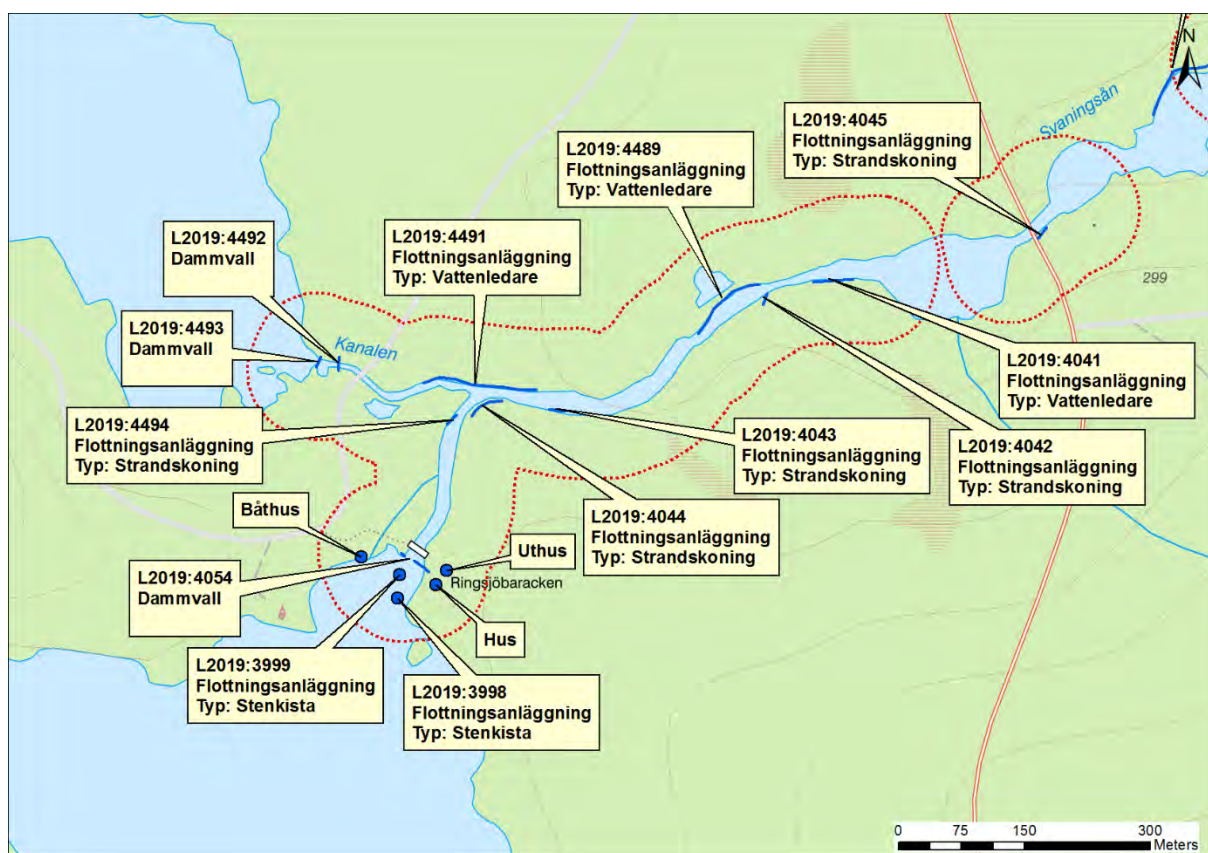 N
Svaningsån
L2019:4045
Flottningsanläggning
Typ: Strandskoning
L2019:4489
Flottningsanläggning
Typ: Vattenledare
L2019:4491
Flottningsanläggning
Typ: Vattenledare
L2019:4492
Dammvall
299
L2019:4493
Dammvall
Kanalen
L2019:4041
Flottningsanläggning
Typ: Vattenledare
L2019:4494
Flottningsanläggning
Typ: Strandskoning
L2019:4043
Flottningsanläggning
Typ: Strandskoning
L2019:4042
Flottningsanläggning
Typ: Strandskoning
Båthus
L2019:4044
Flottningsanläggning
Typ: Strandskoning
Uthus
L2019:4054
Dammvall
Ringsjöbaracken
Hus
L2019:3999
Flottningsanläggning
Typ: Stenkista
L2019:3998
Flottningsanläggning
Typ: Stenkista
0 75 150 300
Meters